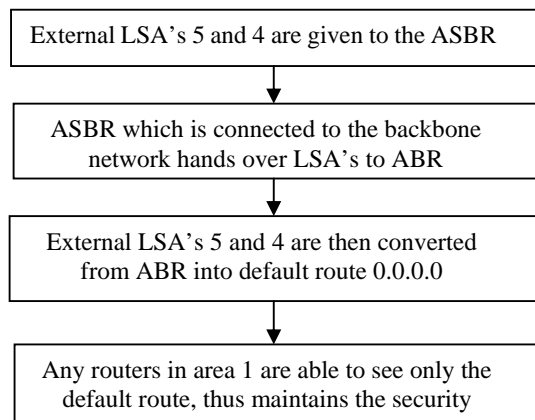 External LSA’s 5 and 4 are given to the ASBR
ASBR which is connected to the backbone
network hands over LSA’s to ABR
External LSA’s 5 and 4 are then converted
from ABR into default route 0.0.0.0
Any routers in area 1 are able to see only the
default route, thus maintains the security